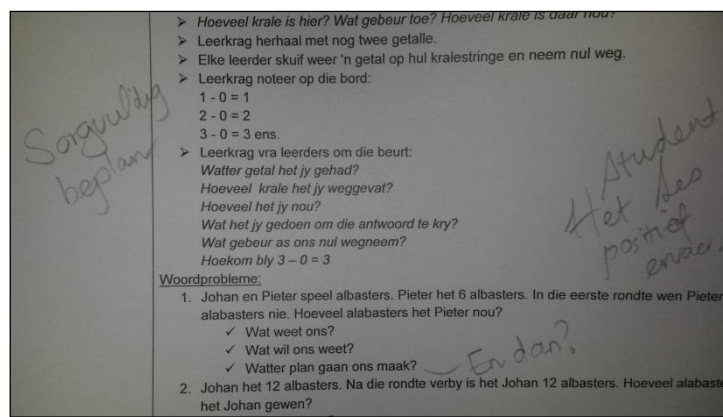 ➢ Hoeveel krale is hier? Wat gebeur toe? Hoeveel krale is daar nou?
➢ Leerkrag herhaal met nog twee getalle.
➢ Elke leerder skuif weer 'n getal op hul kralestringe en neem nul weg.
➢ Leerkrag noteer op die bord:
1 - 0 = 1
2 - 0 = 2
3 - 0 = 3 ens.
Sorgvuldig
beplan
➢ Leerkrag vra leerders om die beurt:
Watter getal het jy gehad?
Hoeveel krale het jy weggevat?
Hoeveel het jy nou?
Wat het jy gedoen om die antwoord te kry?
Wat gebeur as ons nul wegneem?
Hoekom bly 3 – 0 = 3
Student
Het les
positief
ervaar.
Woordprobleme:
1. Johan en Pieter speel albasters. Pieter het 6 albasters. In die eerste rondte wen Pieter
alabasters nie. Hoeveel alabasters het Pieter nou?
✓ Wat weet ons?
✓ Wat wil ons weet?
✓ Watter plan gaan ons maak? – En dan?
2. Johan het 12 albasters. Na die rondte verby is het Johan 12 albasters. Hoeveel
het Johan gewen?